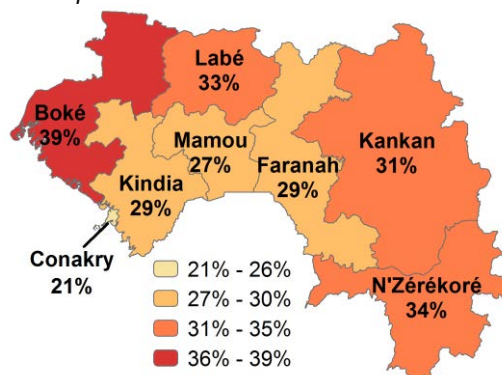 Labé
33%
Boké
39%
Mamou
27%
Kankan
31%
Faranah
29%
Kindia
29%
Conakry
21%
N'Zérékoré
34%
21% - 26%
27% - 30%
31% - 35%
36% - 39%